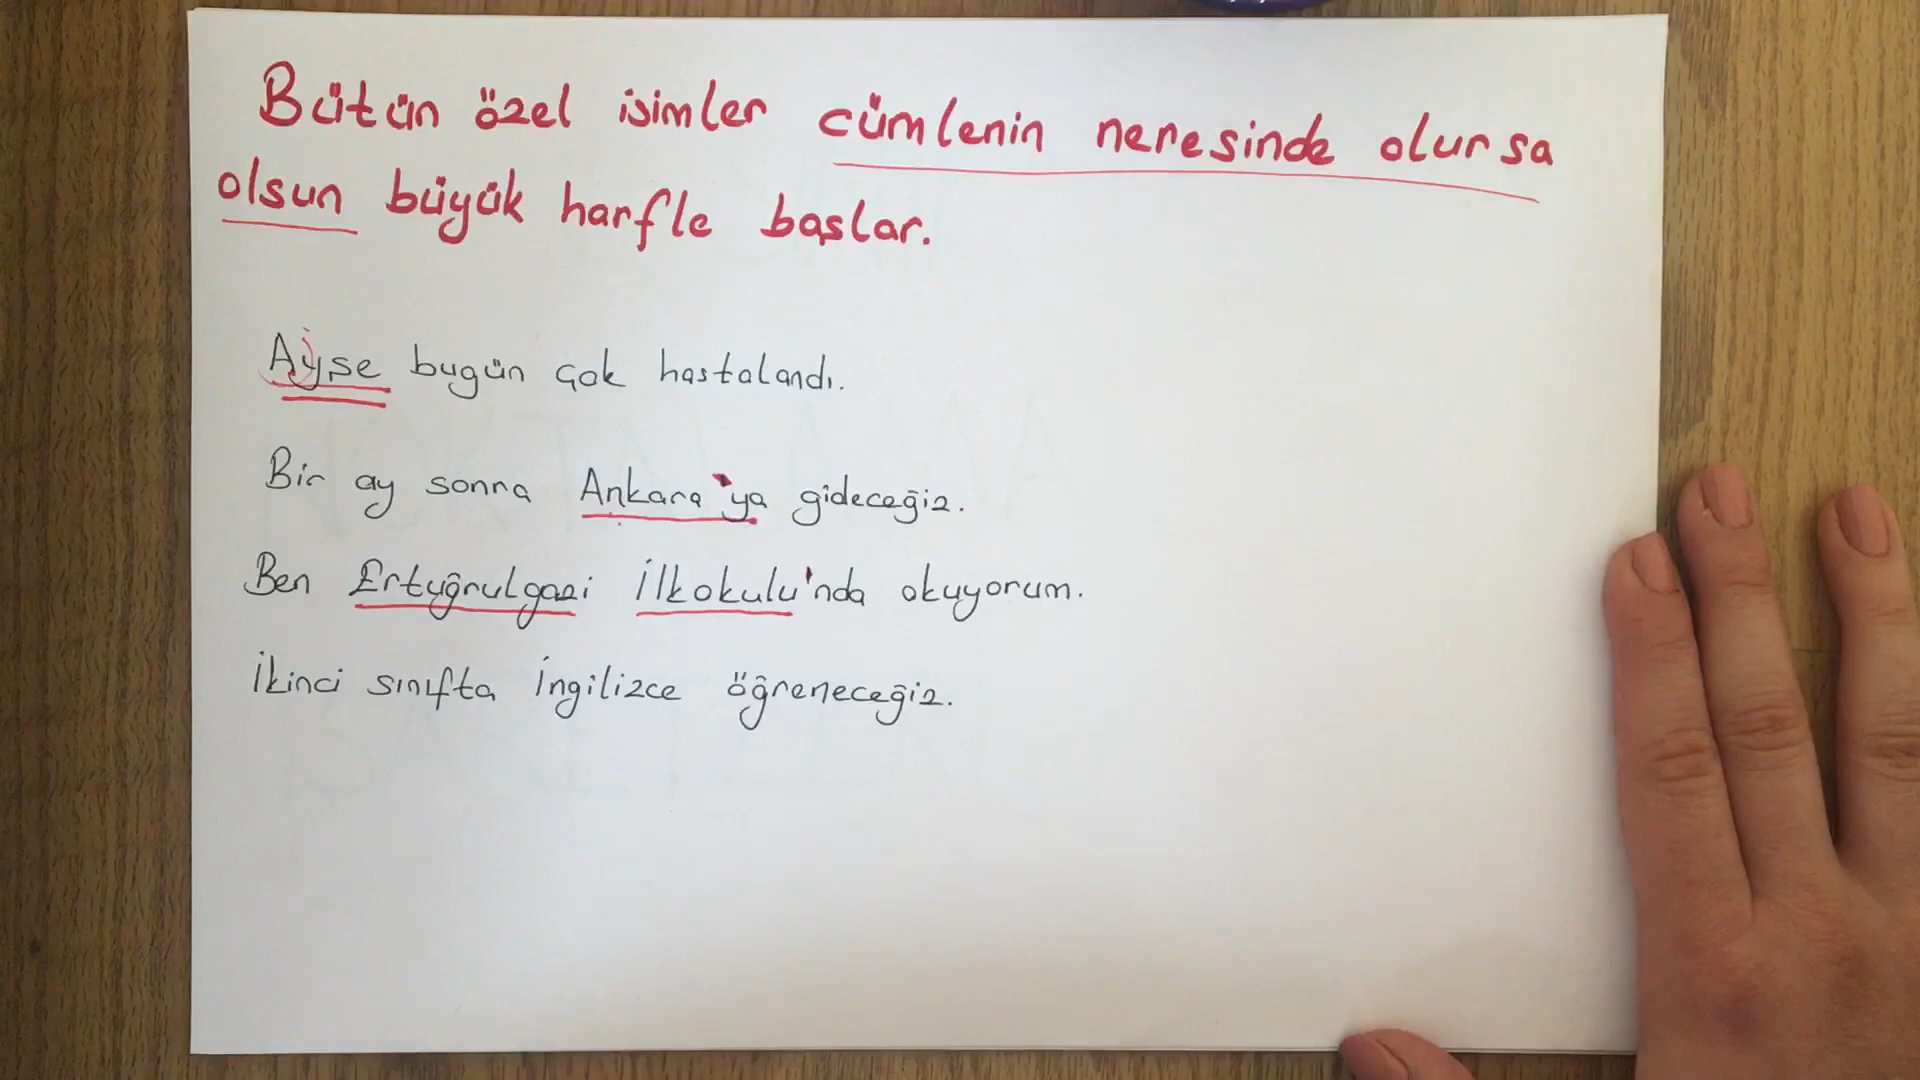 Bütün özel isimler cümlenin neresinde olursa
olsun büyük harfle başlar.
Ayşe bugün çok hastalandı.
Bir ay sonra Ankara'ya gideceğiz.
Ben Ertuğrulgazi İlkokulu'nda okuyorum.
İkinci sınıfta İngilizce öğreneceğiz.